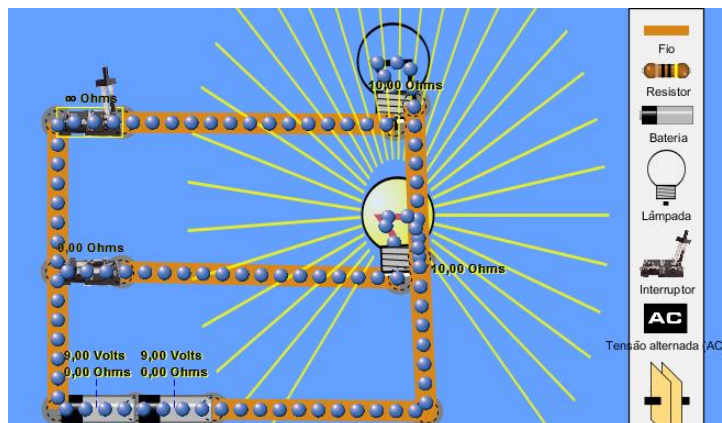 ∞ Ohms
10,00 Ohms
0,00 Ohms
10,00 Ohms
9,00 Volts
0,00 Ohms
9,00 Volts
0,00 Ohms
Fio
Resistor
Bateria
Lâmpada
Interruptor
AC
Tensão alternada (AC